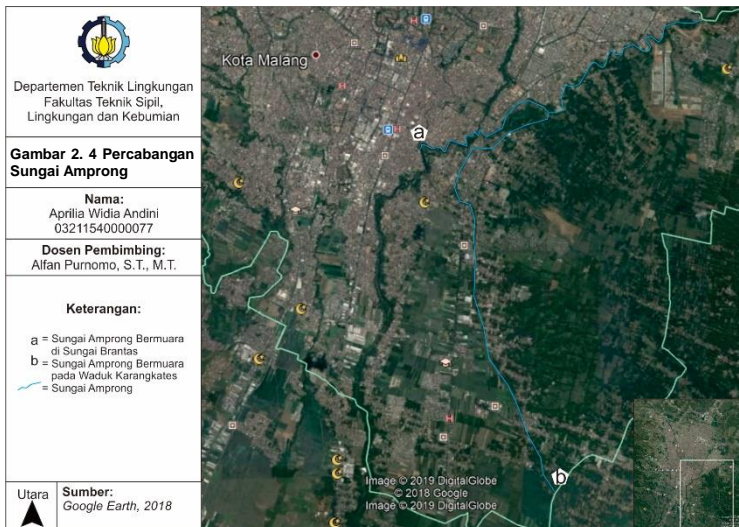 Departemen Teknik Lingkungan
Fakultas Teknik Sipil,
Lingkungan dan Kebumian
Gambar 2. 4 Percabangan
Sungai Amprong
Nama:
Aprilia Widia Andini
03211540000077
Dosen Pembimbing:
Alfan Purnomo, S.T., M.T.
Keterangan:
a = Sungai Amprong Bermuara
di Sungai Brantas
b = Sungai Amprong Bermuara
pada Waduk Karangkates
= Sungai Amprong
Utara
Sumber:
Google Earth, 2018
Kota Malang
a
b
Image © 2019 DigitalGlobe
© 2018 Google
Image © 2019 DigitalGlobe